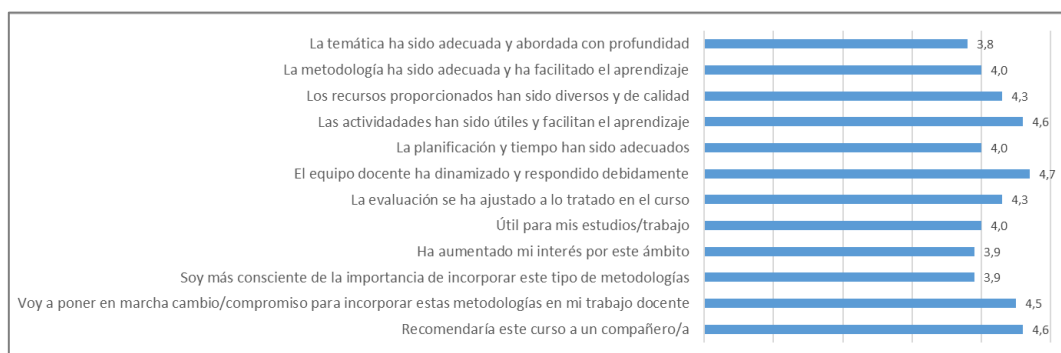 La temática ha sido adecuada y abordada con profundidad 3,8
La metodología ha sido adecuada y ha facilitado el aprendizaje 4,0
Los recursos proporcionados han sido diversos y de calidad 4,3
Las actividadades han sido útiles y facilitan el aprendizaje 4,6
La planificación y tiempo han sido adecuados 4,0
El equipo docente ha dinamizado y respondido debidamente 4,7
La evaluación se ha ajustado a lo tratado en el curso 4,3
Útil para mis estudios/trabajo 4,0
Ha aumentado mi interés por este ámbito 3,9
Soy más consciente de la importancia de incorporar este tipo de metodologías 3,9
Voy a poner en marcha cambio/compromiso para incorporar estas metodologías en mi trabajo docente 4,5
Recomendaría este curso a un compañero/a 4,6